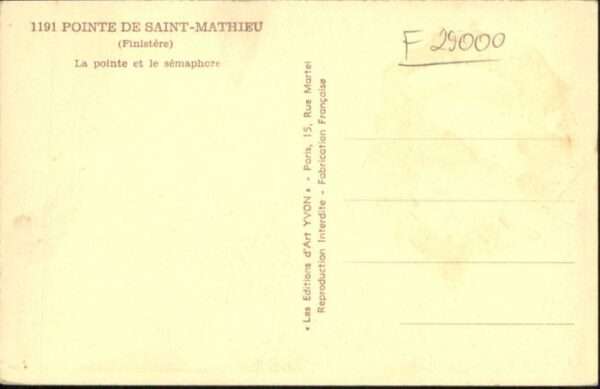 1191 POINTE DE SAINT-MATHIEU
(Finistère)
La pointe et le sémaphore
F 29000
« Les Editions d'Art YVON » - Paris, 15, Rue Martel
Reproduction Interdite - Fabrication Française